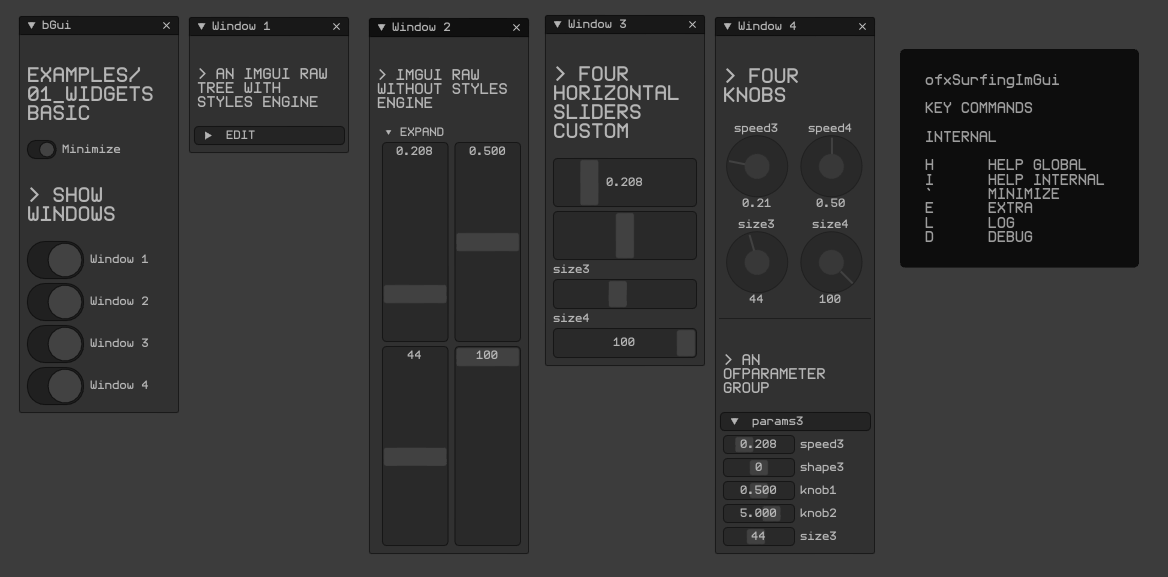 bGui
EXAMPLES/
01_WIDGETS
BASIC
Minimize
> SHOW
WINDOWS
Window 1
Window 2
Window 3
Window 4
Window 1
> AN IMGUI RAW
TREE WITH
STYLES ENGINE
EDIT
Window 2
> IMGUI RAW
WITHOUT STYLES
ENGINE
EXPAND
0.208 0.500
44 100
Window 3
> FOUR
HORIZONTAL
SLIDERS
CUSTOM
0.208
size3
size4
100
Window 4
> FOUR
KNOBS
speed3 speed4
0.21 0.50
size3 size4
44 100
> AN
OFPARAMETER
GROUP
params3
0.208 speed3
0 shape3
0.500 knob1
5.000 knob2
44 size3
ofxSurfingImGui
KEY COMMANDS
INTERNAL
H HELP GLOBAL
I HELP INTERNAL
` MINIMIZE
E EXTRA
L LOG
D DEBUG